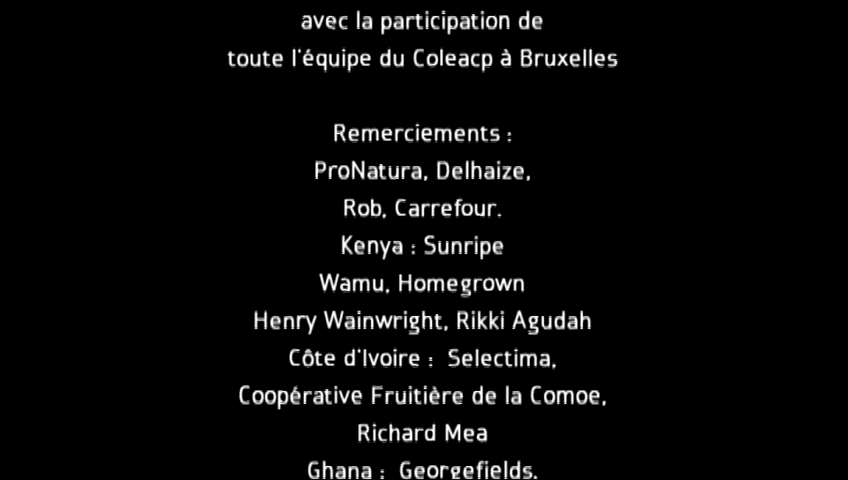 avec la participation de
toute l'équipe du Coleacp à Bruxelles
Remerciements :
ProNatura, Delhaize,
Rob, Carrefour.
Kenya : Sunripe
Wamu, Homegrown
Henry Wainwright, Rikki Agudah
Côte d'Ivoire : Selectima,
Coopérative Fruitière de la Comoe,
Richard Mea
Ghana : Georgefields,